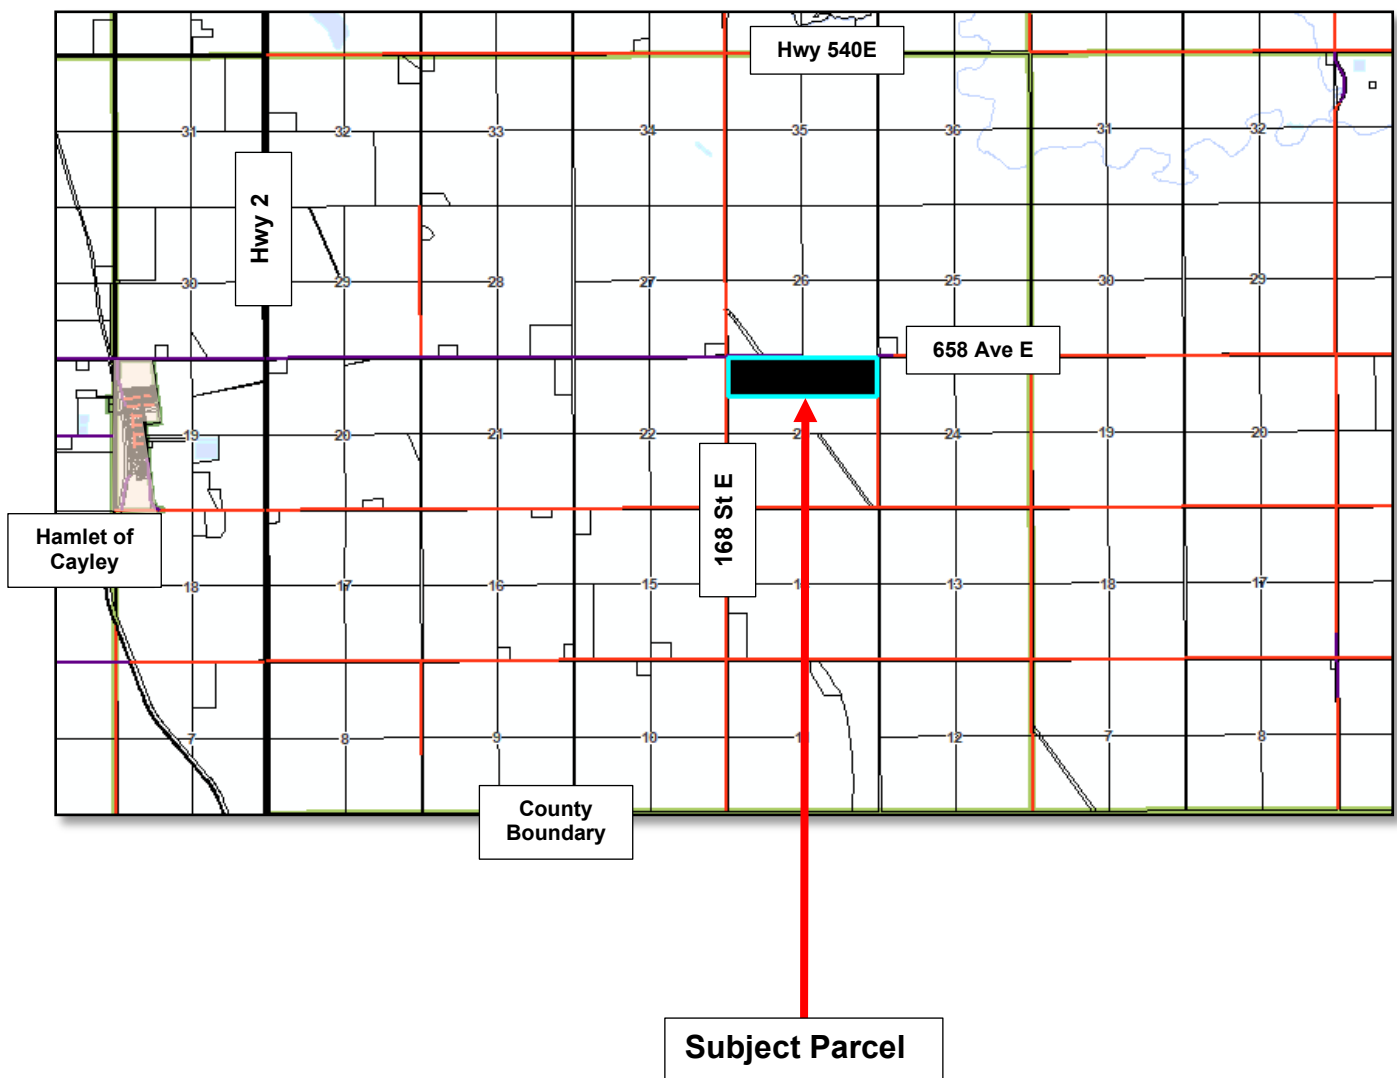 Hwy 540E
31 32 33 34 35 36 31 32
Hwy 2
30 29 28 27 26 25 30 29
658 Ave E
19 20 21 22 24 19 20
168 St E
Hamlet of
Cayley
18 17 16 15 13 18 17
7 8 9 10 12 7 8
County
Boundary
Subject Parcel